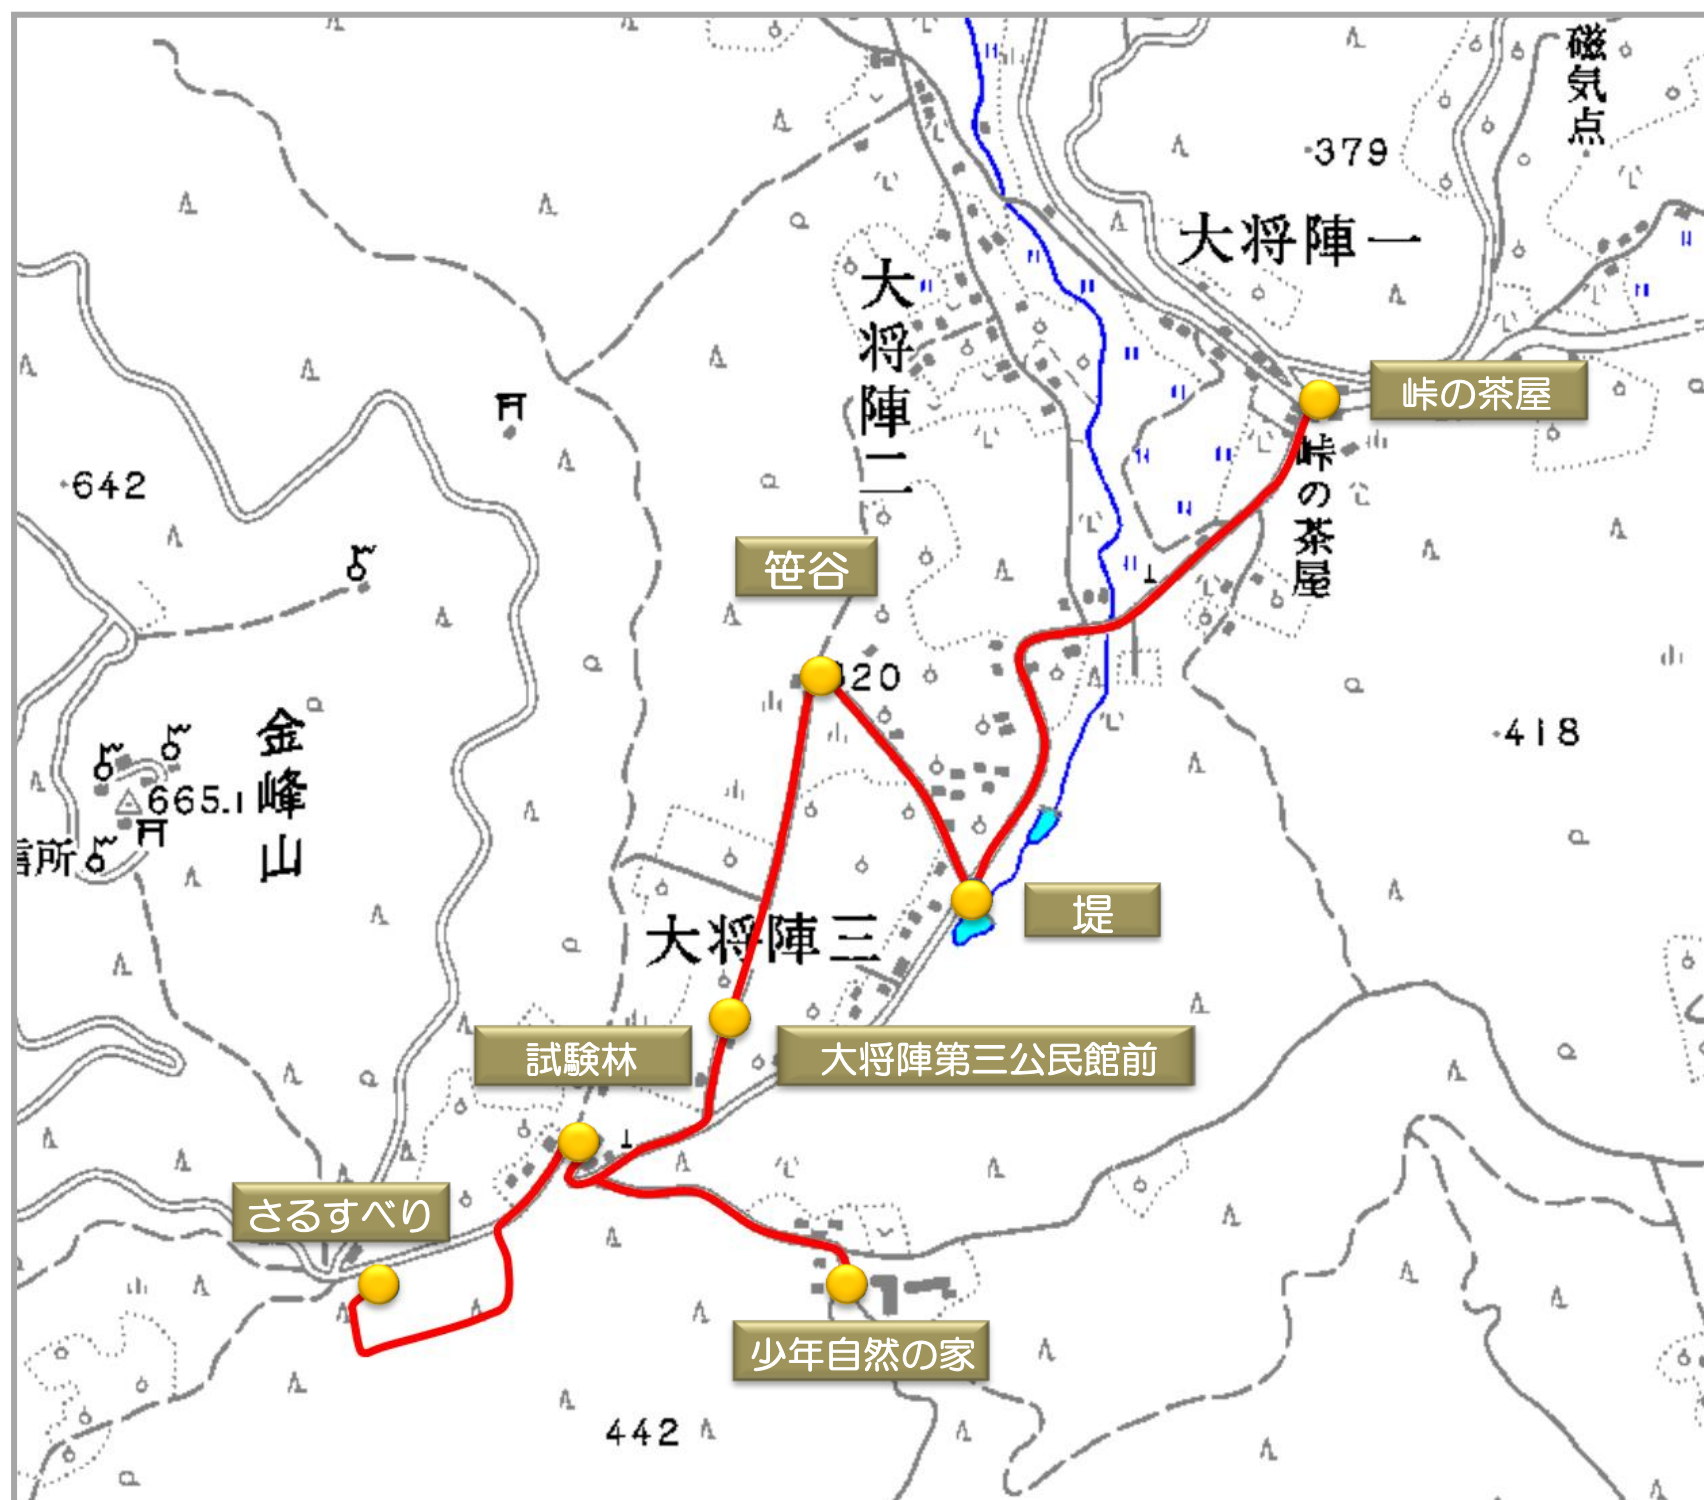 磁気点
379
大将陣一
大将陣二
峠の茶屋
峠の茶屋
642
笹谷
320
418
金峰山
665.1
大将陣三
堤
試験林
大将陣第三公民館前
さるすべり
少年自然の家
442